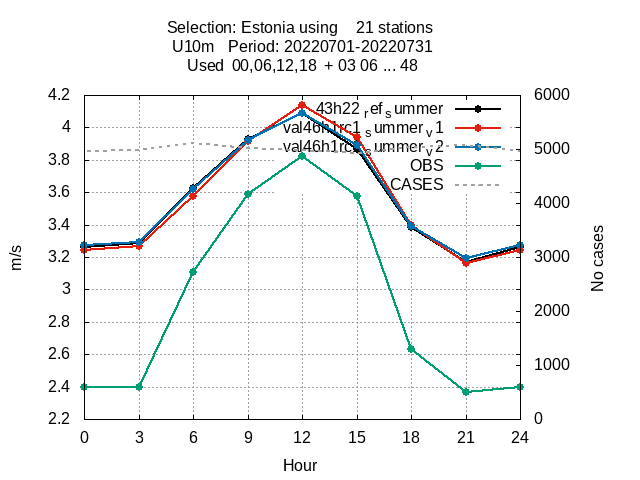 Selection: Estonia using 21 stations
U10m Period: 20220701-20220731
Used 00,06,12,18 + 03 06 ... 48
4.2 6000
43h22refsummer
4 val46h1rc1summerv1
val46h1rc1summerv2
3.8 5000
OBS
CASES
3.6 4000
3.4
3.2 3000
3
2.8 2000
2.6 1000
2.4
2.2 0
m/s
No cases
0 3 6 9 12 15 18 21 24
Hour